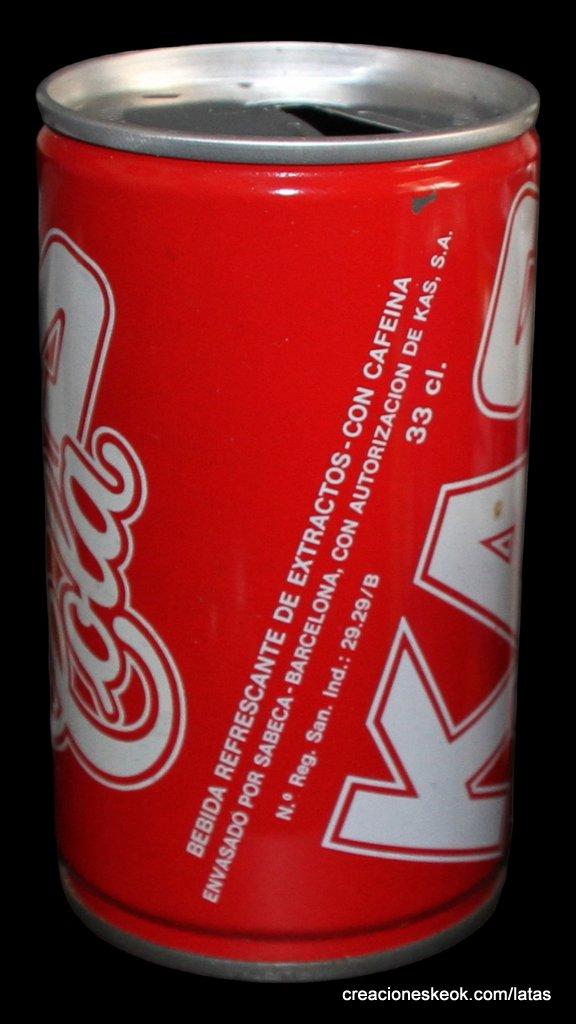 Cola
BEBIDA REFRESCANTE DE EXTRACTOS - CON CAFEINA
ENVASADO POR SABECA - BARCELONA, CON AUTORIZACION DE KAS, S.A.
33 cl.
N.º Reg. San. Ind.: 29.29/B
KAS
creacioneskeok.com/latas